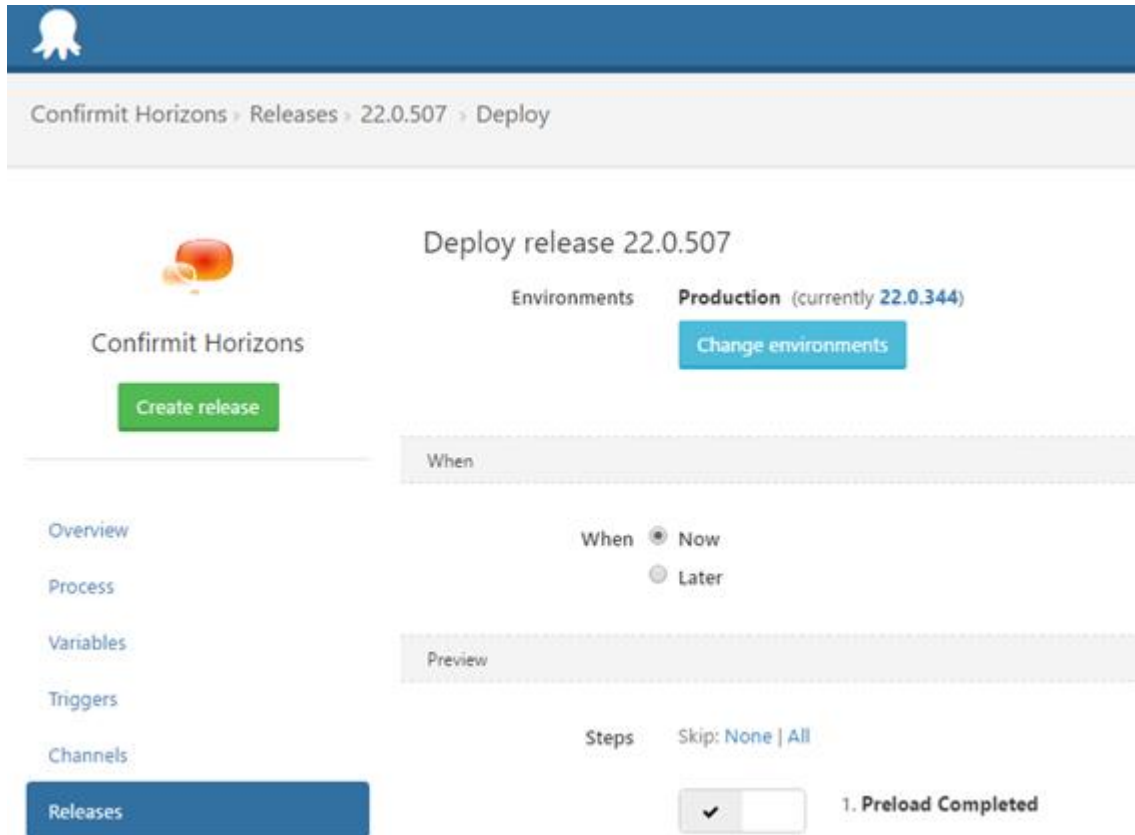 Confirmit Horizons › Releases › 22.0.507 › Deploy
Confirmit Horizons
Create release
Overview
Process
Variables
Triggers
Channels
Releases
Deploy release 22.0.507
Environments Production (currently 22.0.344)
Change environments
When
When Now
Later
Preview
Steps Skip: None | All
1. Preload Completed